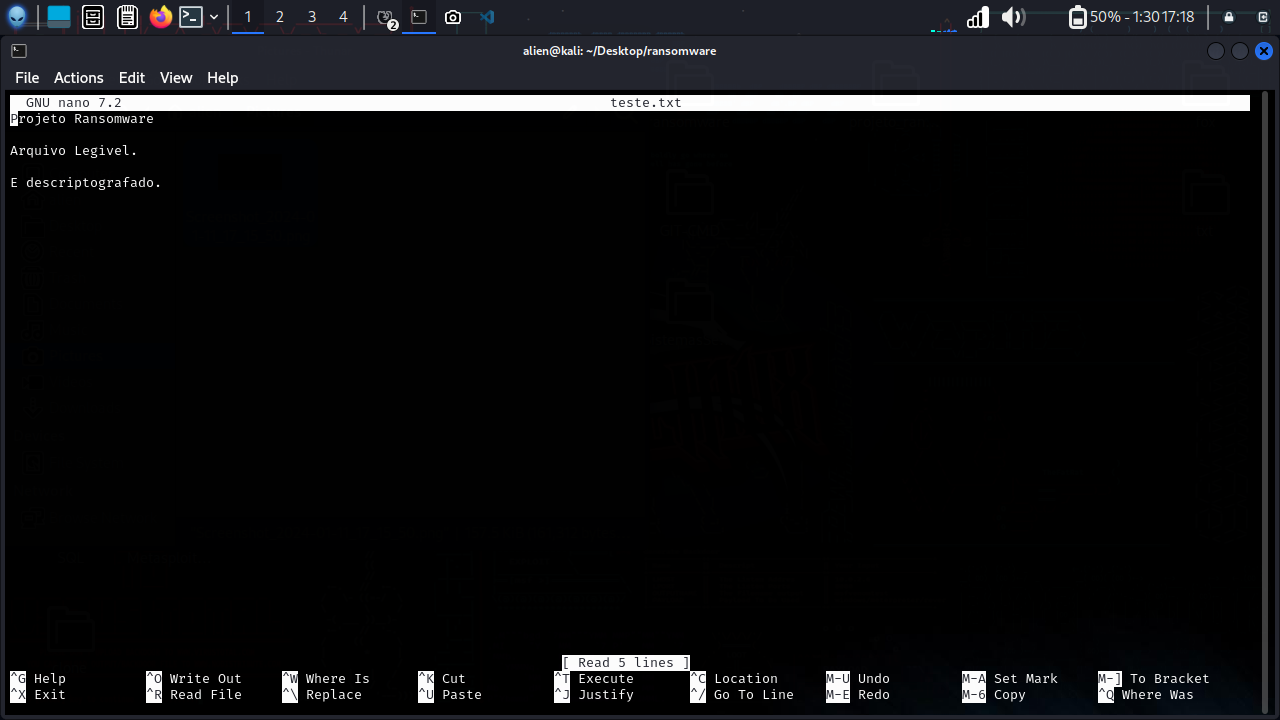 1 2 3 4 2 50% - 1:30 17:18
alien@kali: ~/Desktop/ransomware
File Actions Edit View Help
GNU nano 7.2 teste.txt
Projeto Ransomware
Arquivo Legivel.
E descriptografado.
[ Read 5 lines ]
^G Help ^O Write Out ^W Where Is ^K Cut ^T Execute ^C Location M-U Undo M-A Set Mark M-] To Bracket
^X Exit ^R Read File ^\ Replace ^U Paste ^J Justify ^/ Go To Line M-E Redo M-6 Copy ^Q Where Was